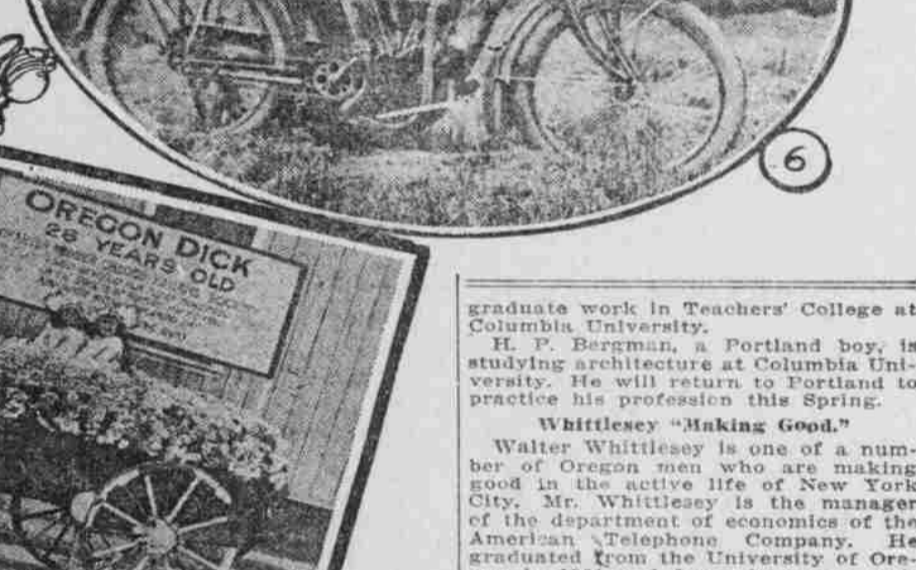 6
OREGON DICK
28 YEARS OLD
graduate work in Teachers' College at
Columbia University.
H. P. Bergman, a Portland boy, is
studying architecture at Columbia Uni-
versity. He will return to Portland to
practice his profession this Spring.
Whittlesey "Making Good."
Walter Whittlesey is one of a num-
ber of Oregon men who are making
good in the active life of New York
City. Mr. Whittlesey is the manager
of the department of economics of the
American Telephone Company. He
graduated from the University of Ore-